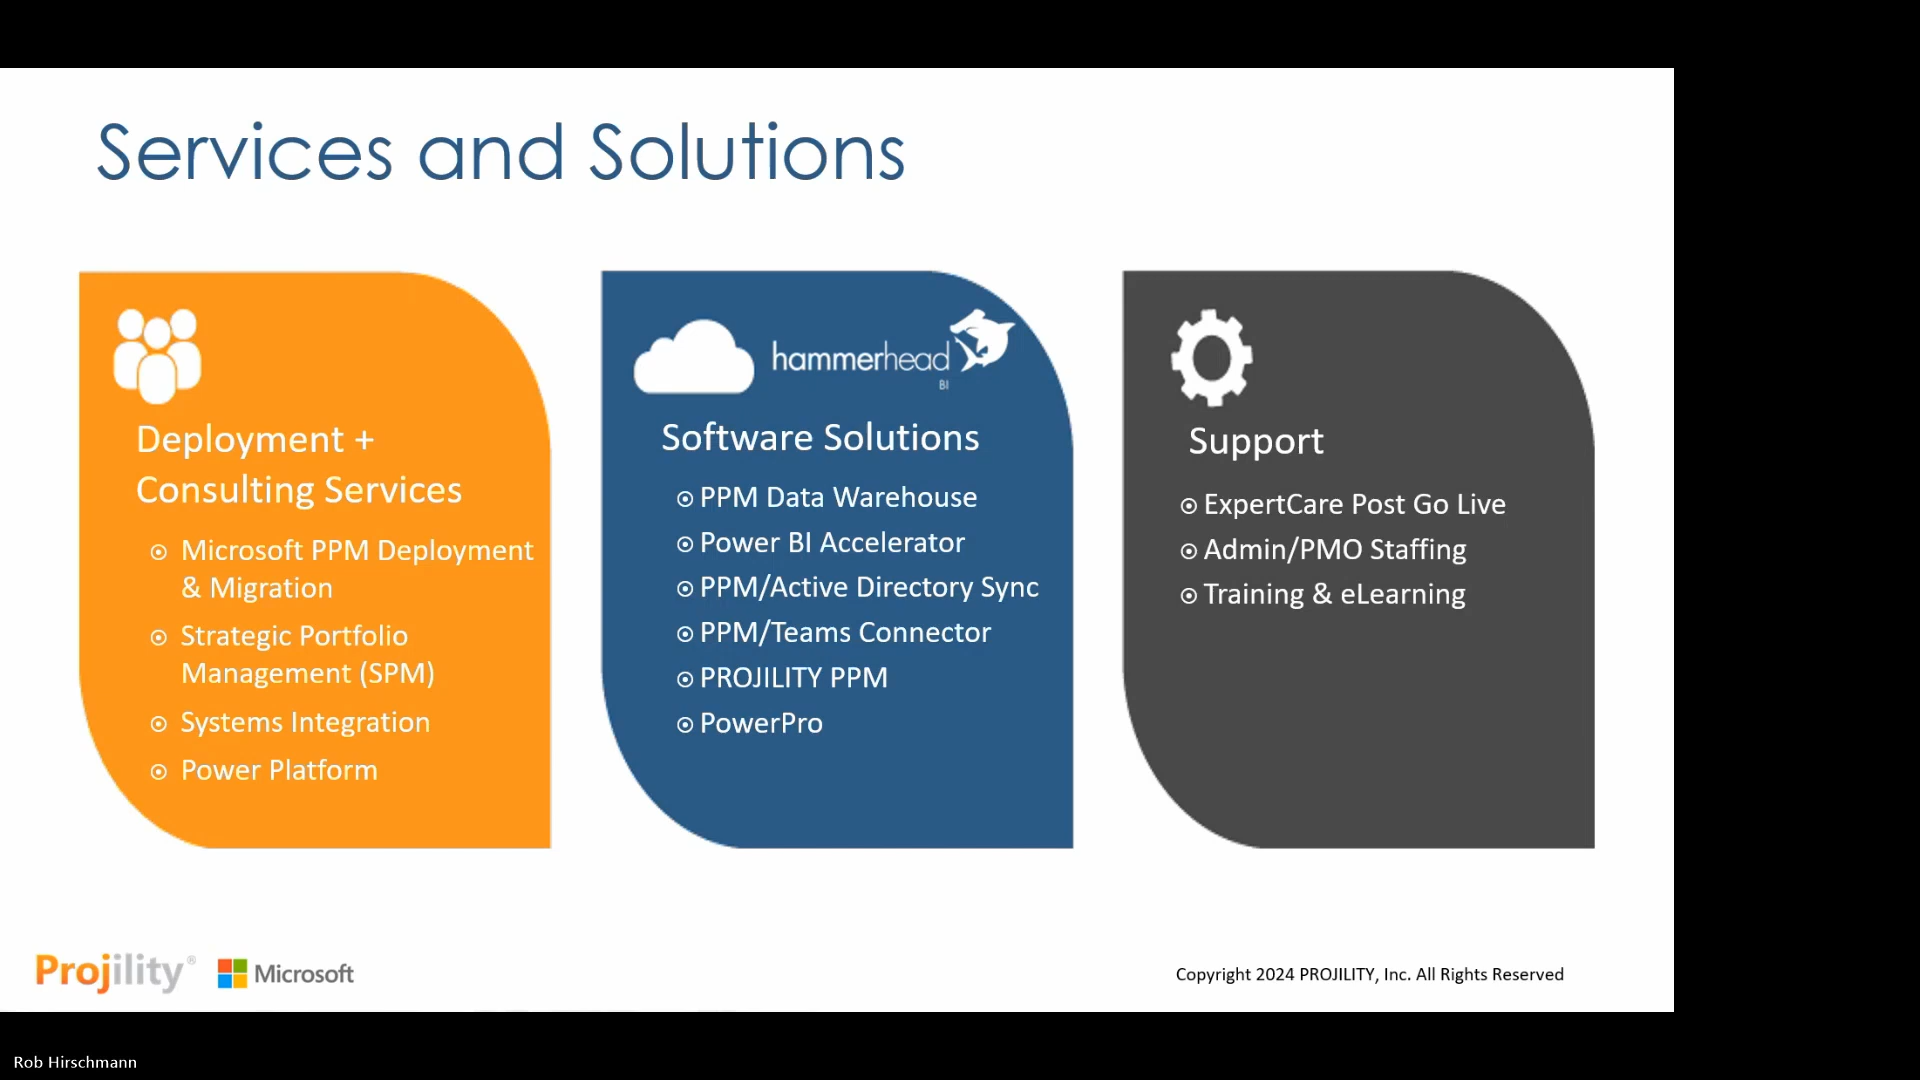 Services and Solutions
Deployment +
Consulting Services
Microsoft PPM Deployment
& Migration
Strategic Portfolio
Management (SPM)
Systems Integration
Power Platform
hammerhead
BI
Software Solutions
PPM Data Warehouse
Power BI Accelerator
PPM/Active Directory Sync
PPM/Teams Connector
PROJILITY PPM
PowerPro
Support
ExpertCare Post Go Live
Admin/PMO Staffing
Training & eLearning
Projility®
Microsoft
Copyright 2024 PROJILITY, Inc. All Rights Reserved
Rob Hirschmann